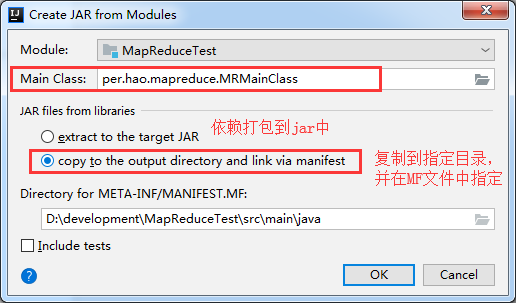 Create JAR from Modules
Module: MapReduceTest
Main Class: per.hao.mapreduce.MRMainClass
JAR files from libraries
extract to the target JAR
依赖打包到jar中
copy to the output directory and link via manifest
复制到指定目录，
并在MF文件中指定
Directory for META-INF/MANIFEST.MF:
D:\development\MapReduceTest\src\main\java
Include tests
?
OK
Cancel